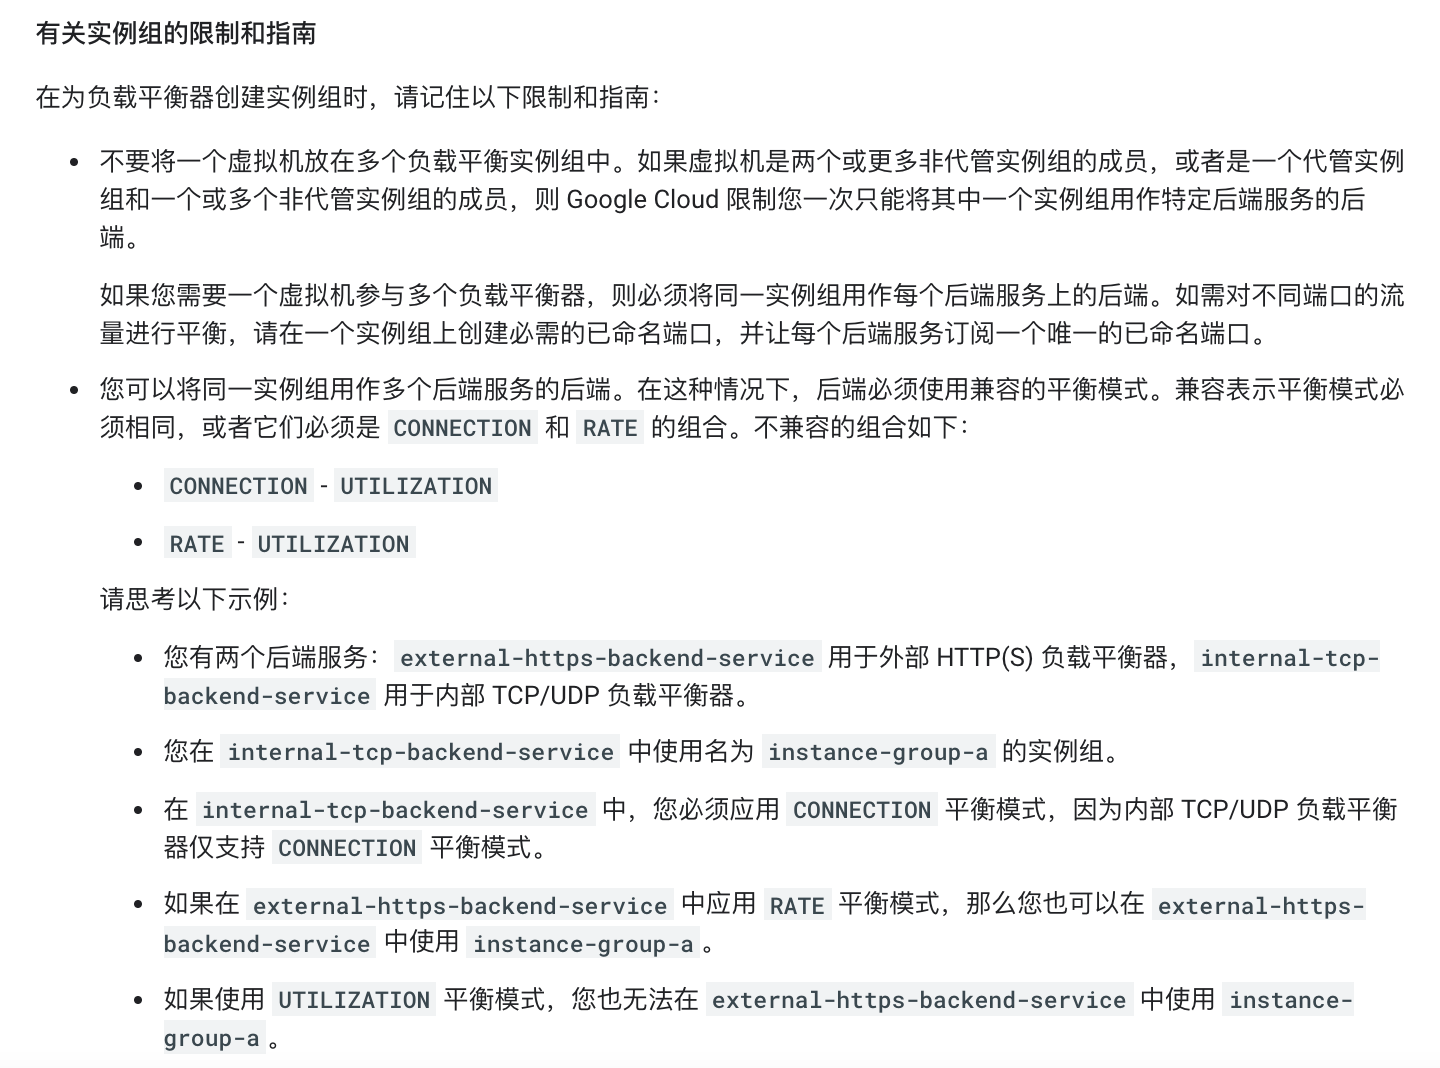 有关实例组的限制和指南
在为负载平衡器创建实例组时，请记住以下限制和指南：
不要将一个虚拟机放在多个负载平衡实例组中。如果虚拟机是两个或更多非代管实例组的成员，或者是一个代管实例
组和一个或多个非代管实例组的成员，则 Google Cloud 限制您一次只能将其中一个实例组用作特定后端服务的后
端。
如果您需要一个虚拟机参与多个负载平衡器，则必须将同一实例组用作每个后端服务上的后端。如需对不同端口的流
量进行平衡，请在一个实例组上创建必需的已命名端口，并让每个后端服务订阅一个唯一的已命名端口。
您可以将同一实例组用作多个后端服务的后端。在这种情况下，后端必须使用兼容的平衡模式。兼容表示平衡模式必
须相同，或者它们必须是 CONNECTION 和 RATE 的组合。不兼容的组合如下：
CONNECTION - UTILIZATION
RATE - UTILIZATION
请思考以下示例：
您有两个后端服务：external-https-backend-service 用于外部 HTTP(S) 负载平衡器，internal-tcp-
backend-service 用于内部 TCP/UDP 负载平衡器。
您在 internal-tcp-backend-service 中使用名为 instance-group-a 的实例组。
在 internal-tcp-backend-service 中，您必须应用 CONNECTION 平衡模式，因为内部 TCP/UDP 负载平衡
器仅支持 CONNECTION 平衡模式。
如果在 external-https-backend-service 中应用 RATE 平衡模式，那么您也可以在 external-https-
backend-service 中使用 instance-group-a。
如果使用 UTILIZATION 平衡模式，您也无法在 external-https-backend-service 中使用 instance-
group-a。